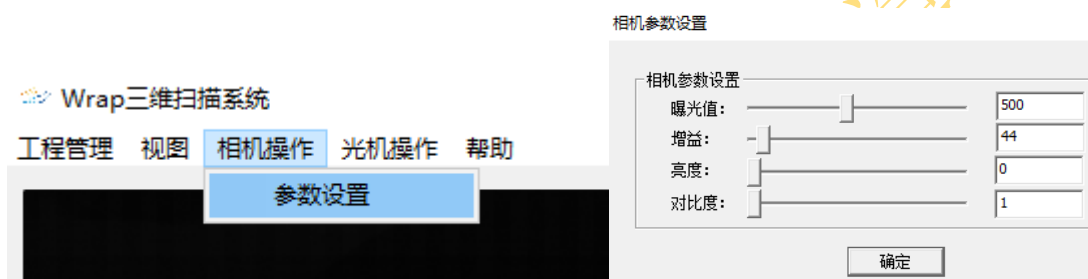 Wrap三维扫描系统
工程管理 视图 相机操作 光机操作 帮助
参数设置
相机参数设置
相机参数设置
曝光值: 500
增益: 44
亮度: 0
对比度: 1
确定